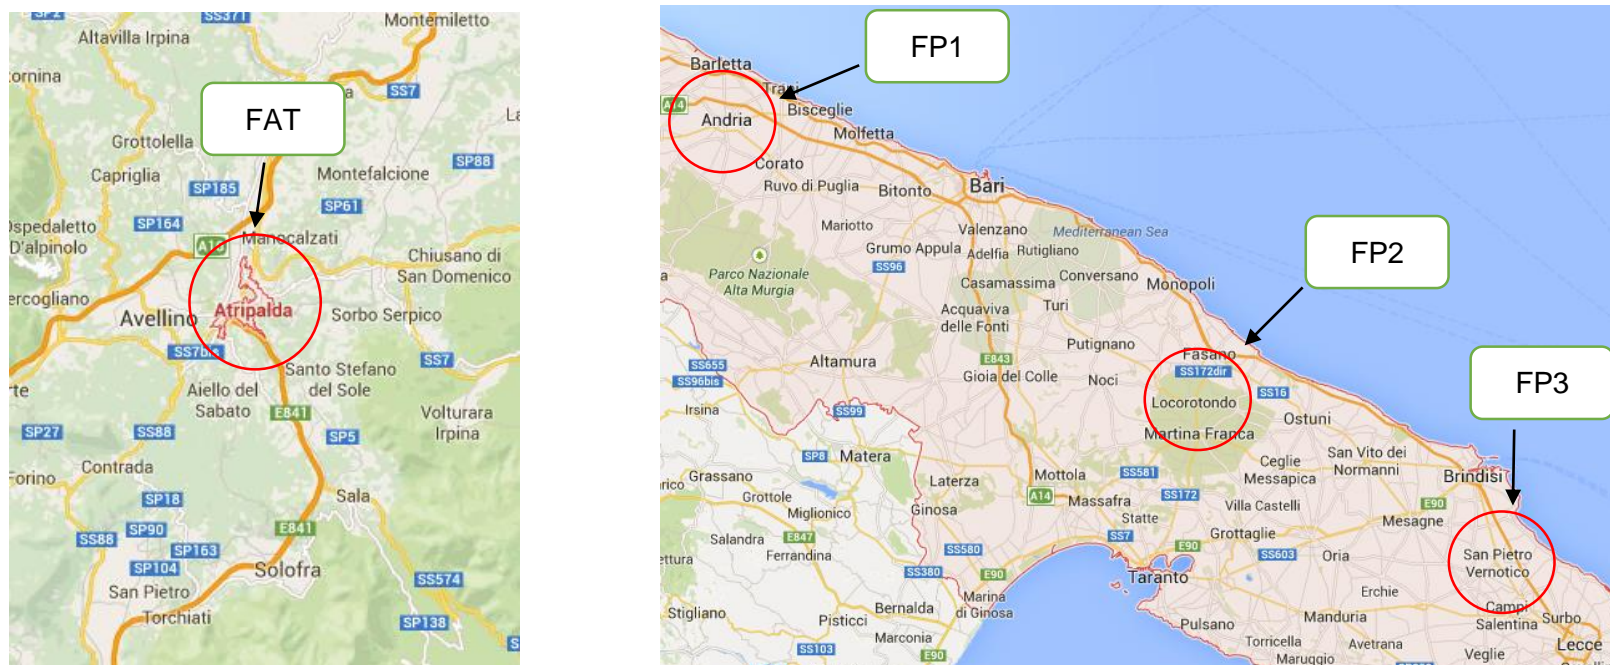 SP2
SS371
Montemiletto
Altavilla Irpina
SS7
FAT
Grottolella
SP88
Capriglia
SP185
Montefalcione
SP61
SP164
Ospedaletto
D'alpinolo
Manocalzati
Chiusano di
San Domenico
Atripalda
Avellino
Sorbo Serpico
SS7bis
SS7
Santo Stefano
del Sole
Aiello del
Sabato
E841
Volturara
Irpina
SP27
SS88
SP5
Contrada
Sala
SP18
SP90
E841
SS88
SP163
SP104
Solofra
SS574
San Pietro
Torchiati
SP138
FP1
Barletta
Trani
A14
Bisceglie
Andria
Molfetta
Corato
Ruvo di Puglia
Bitonto
Bari
FP2
Mariotto
Valenzano
Mediterranean Sea
Grumo Appula
Adelfia
Rutigliano
SS96
Parco Nazionale
Alta Murgia
Casamassima
Conversano
Monopoli
Acquaviva
delle Fonti
Turi
Putignano
Fasano
SS655
Altamura
E843
SS172dir
FP3
SS96bis
Gioia del Colle
Noci
SS16
Irsina
SS99
Locorotondo
Ostuni
Martina Franca
SP8
Matera
San Vito dei
Normanni
Grassano
Mottola
SS581
Ceglie
Messapica
Brindisi
Grottole
Laterza
A14
Massafra
SS172
Villa Castelli
E90
Miglionico
Ginosa
Statte
Mesagne
Salandra
E847
SS7
Grottaglie
Ferrandina
SS580
E90
SS603
Oria
San Pietro
Vernotico
SS380
E90
Taranto
Erchie
Stigliano
Bernalda
Marina
di Ginosa
Campi
Salentina
Surbo
Pisticci
Pulsano
Manduria
Marconia
Torricella
Avetrana
Lecce
SS103
E90
Maruggio
Veglie